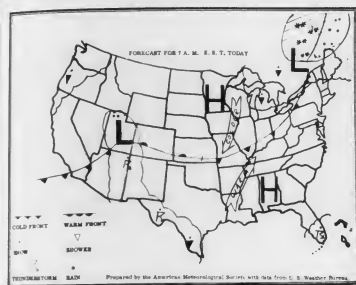 FORECAST FOR 7 A. M. E. S. T. TODAY
L
H
L
H
COLD FRONT WARM FRONT
SNOW SHOWER
THUNDERSTORM RAIN
Prepared by the American Meteorological Society, with data from U. S. Weather Bureau